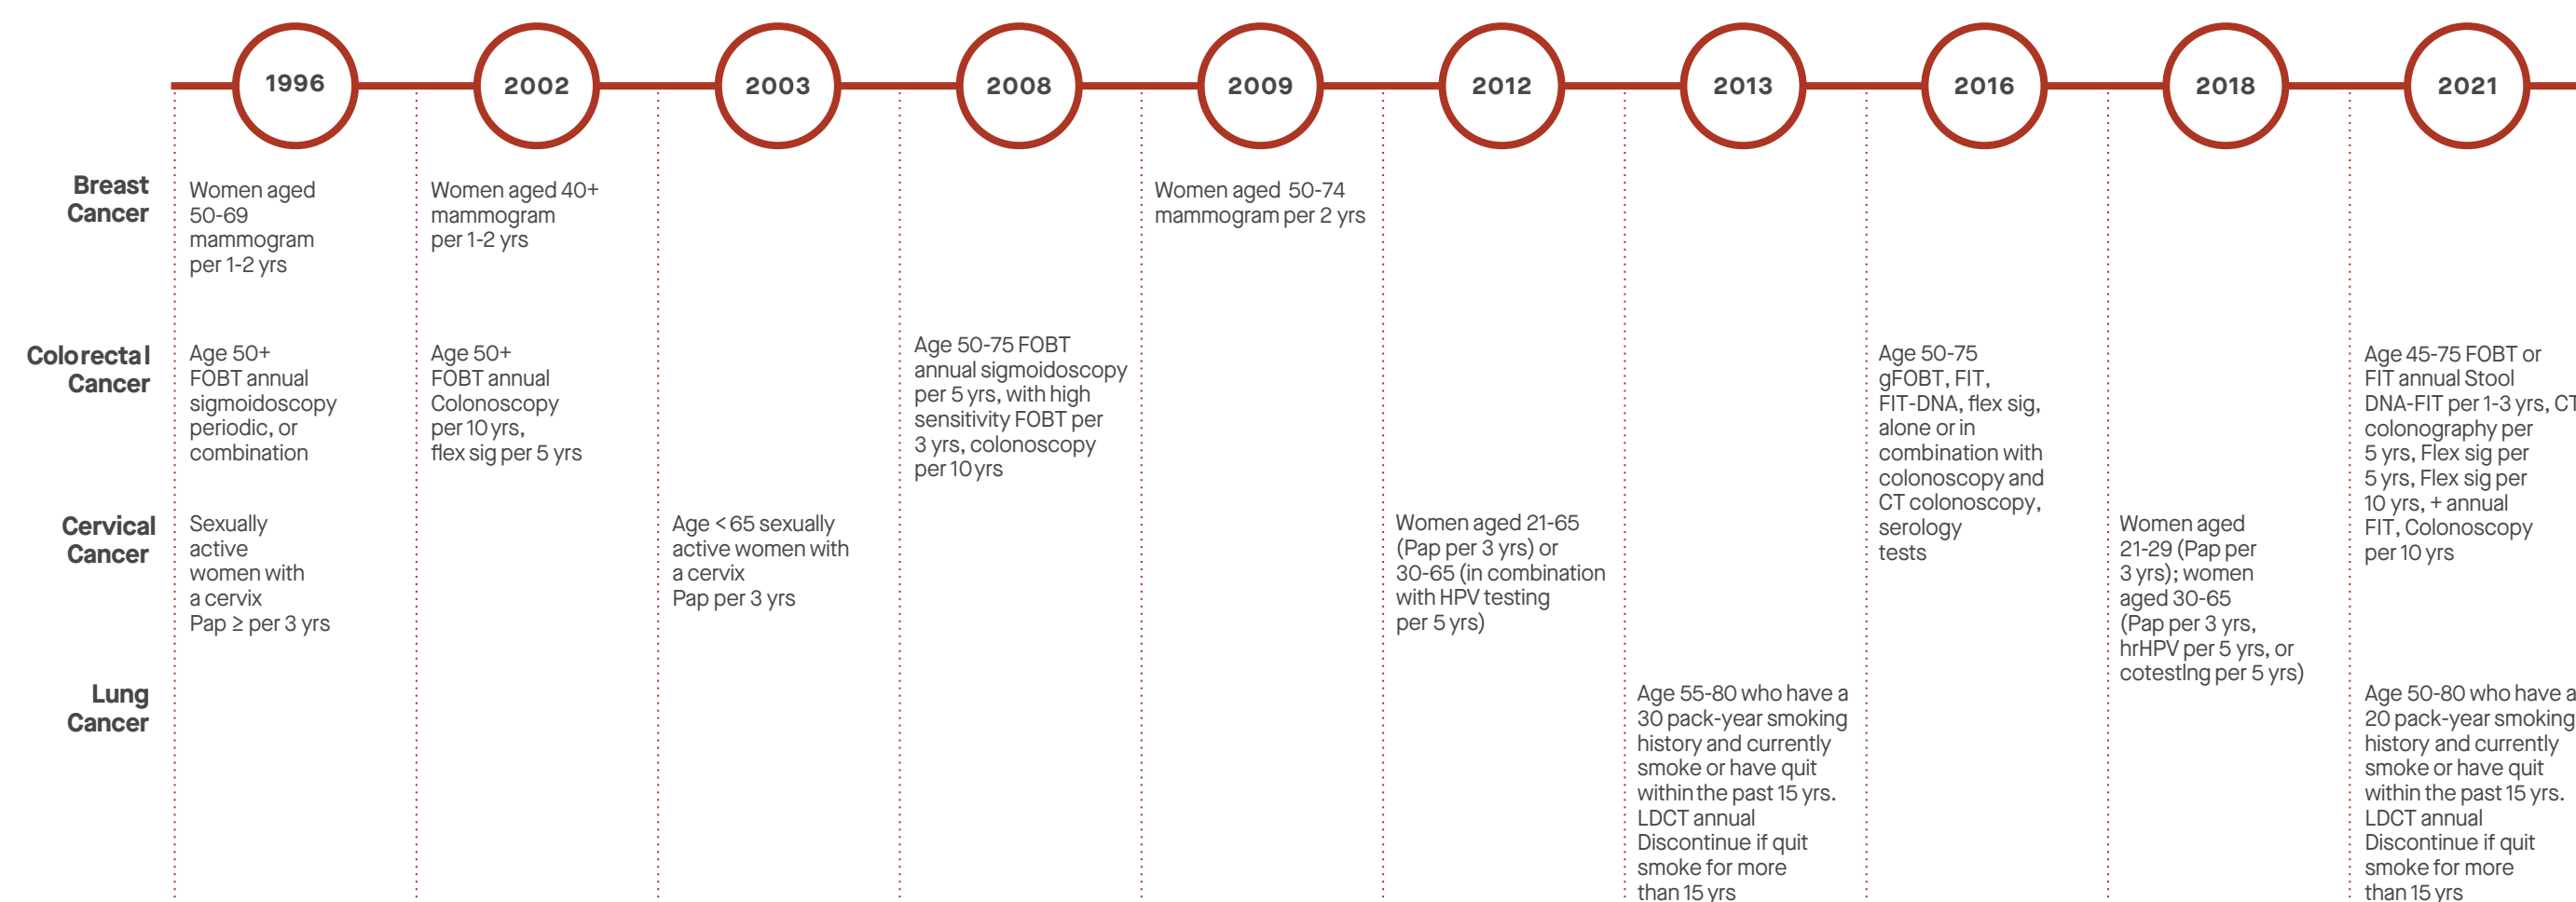 1996
2002
2003
2008
2009
2012
2013
2016
2018
2021
Breast
Cancer
Women aged
50-69
mammogram
per 1-2 yrs
Women aged 40+
mammogram
per 1-2 yrs
Women aged 50-74
mammogram per 2 yrs
Colorectal
Cancer
Age 50+
FOBT annual
sigmoidoscopy
periodic, or
combination
Age 50+
FOBT annual
Colonoscopy
per 10 yrs,
flex sig per 5 yrs
Age 50-75 FOBT
annual sigmoidoscopy
per 5 yrs, with high
sensitivity FOBT per
3 yrs, colonoscopy
per 10 yrs
Age 50-75
gFOBT, FIT,
FIT-DNA, flex sig,
alone or in
combination with
colonoscopy and
CT colonoscopy,
serology
tests
Age 45-75 FOBT or
FIT annual Stool
DNA-FIT per 1-3 yrs, CT
colonography per
5 yrs, Flex sig per
5 yrs, Flex sig per
10 yrs, + annual
FIT, Colonoscopy
per 10 yrs
Cervical
Cancer
Sexually
active
women with
a cervix
Pap ≥ per 3 yrs
Age <65 sexually
active women with
a cervix
Pap per 3 yrs
Women aged 21-65
(Pap per 3 yrs) or
30-65 (in combination
with HPV testing
per 5 yrs)
Women aged
21-29 (Pap per
3 yrs); women
aged 30-65
(Pap per 3 yrs,
hrHPV per 5 yrs, or
cotesting per 5 yrs)
Lung
Cancer
Age 55-80 who have a
30 pack-year smoking
history and currently
smoke or have quit
within the past 15 yrs.
LDCT annual
Discontinue if quit
smoke for more
than 15 yrs
Age 50-80 who have a
20 pack-year smoking
history and currently
smoke or have quit
within the past 15 yrs.
LDCT annual
Discontinue if quit
smoke for more
than 15 yrs